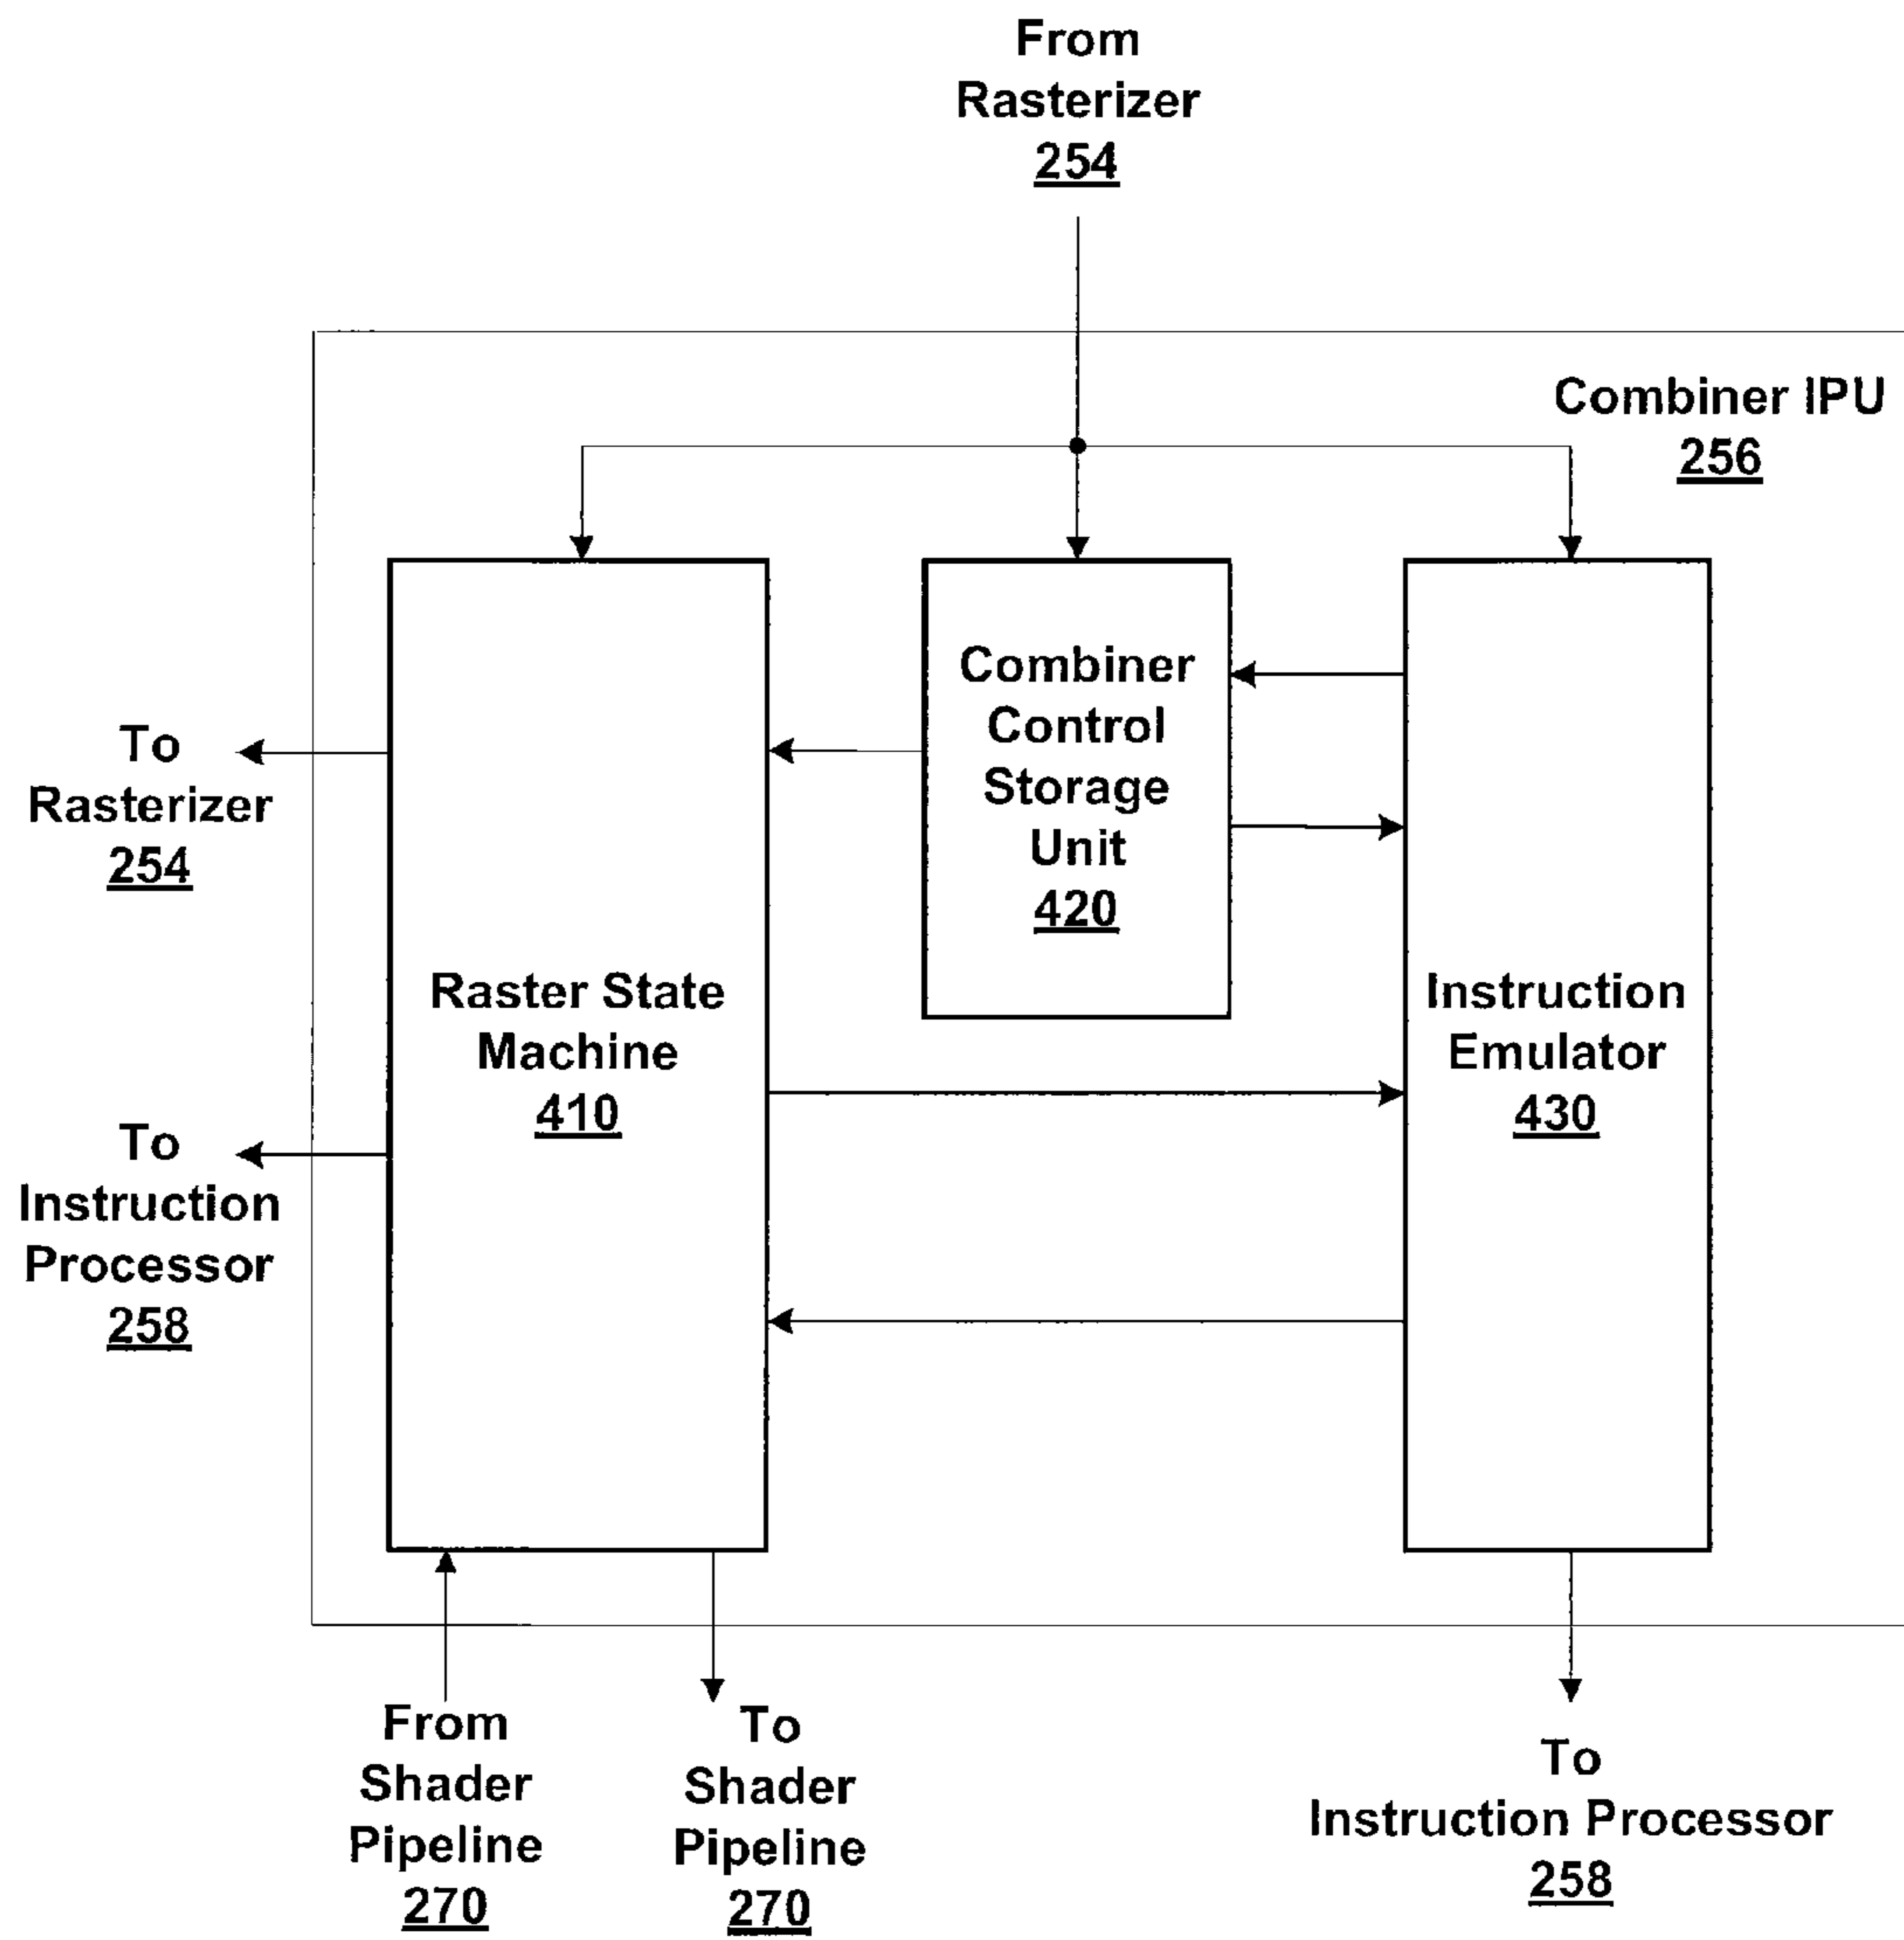 From
Rasterizer
254
Combiner IPU
256
Combiner
Control
Storage
Unit
420
To
Rasterizer
254
Raster State
Machine
410
Instruction
Emulator
430
To
Instruction
Processor
258
From
Shader
Pipeline
270
To
Shader
Pipeline
270
To
Instruction Processor
258